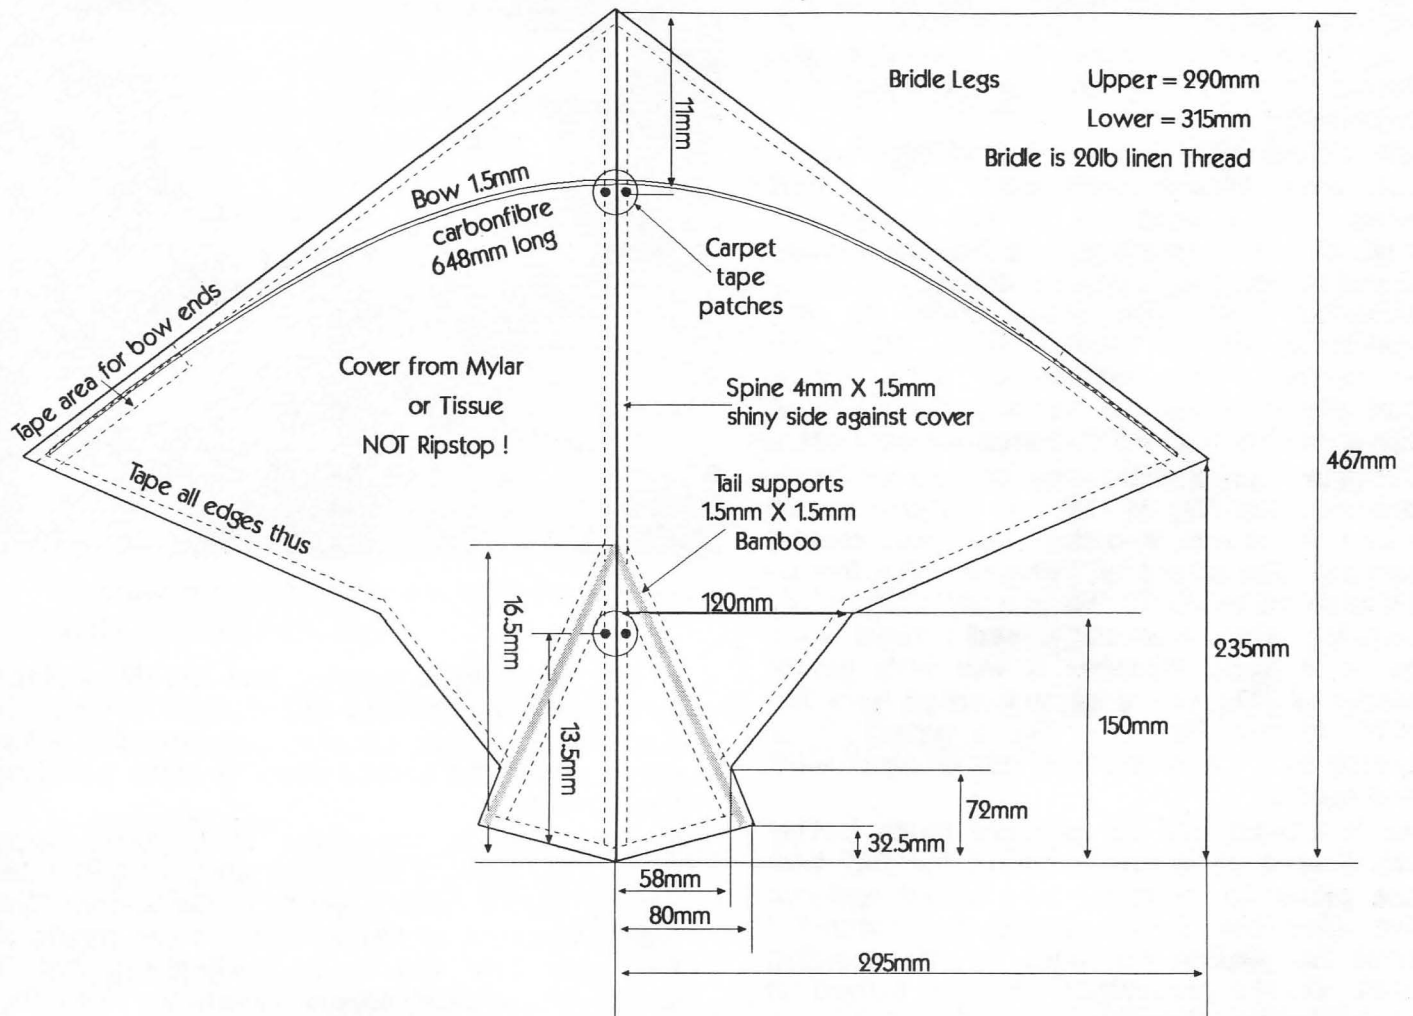 Bridle Legs Upper = 290mm
Lower = 315mm
Bridle is 20lb linen Thread
11mm
Bow 1.5mm
carbonfibre
648mm long
Carpet
tape
patches
Tape area for bow ends
Cover from Mylar
or Tissue
NOT Ripstop !
Spine 4mm X 1.5mm
shiny side against cover
467mm
Tape all edges thus
Tail supports
1.5mm X 1.5mm
Bamboo
120mm
16.5mm
13.5mm
235mm
150mm
72mm
32.5mm
58mm
80mm
295mm